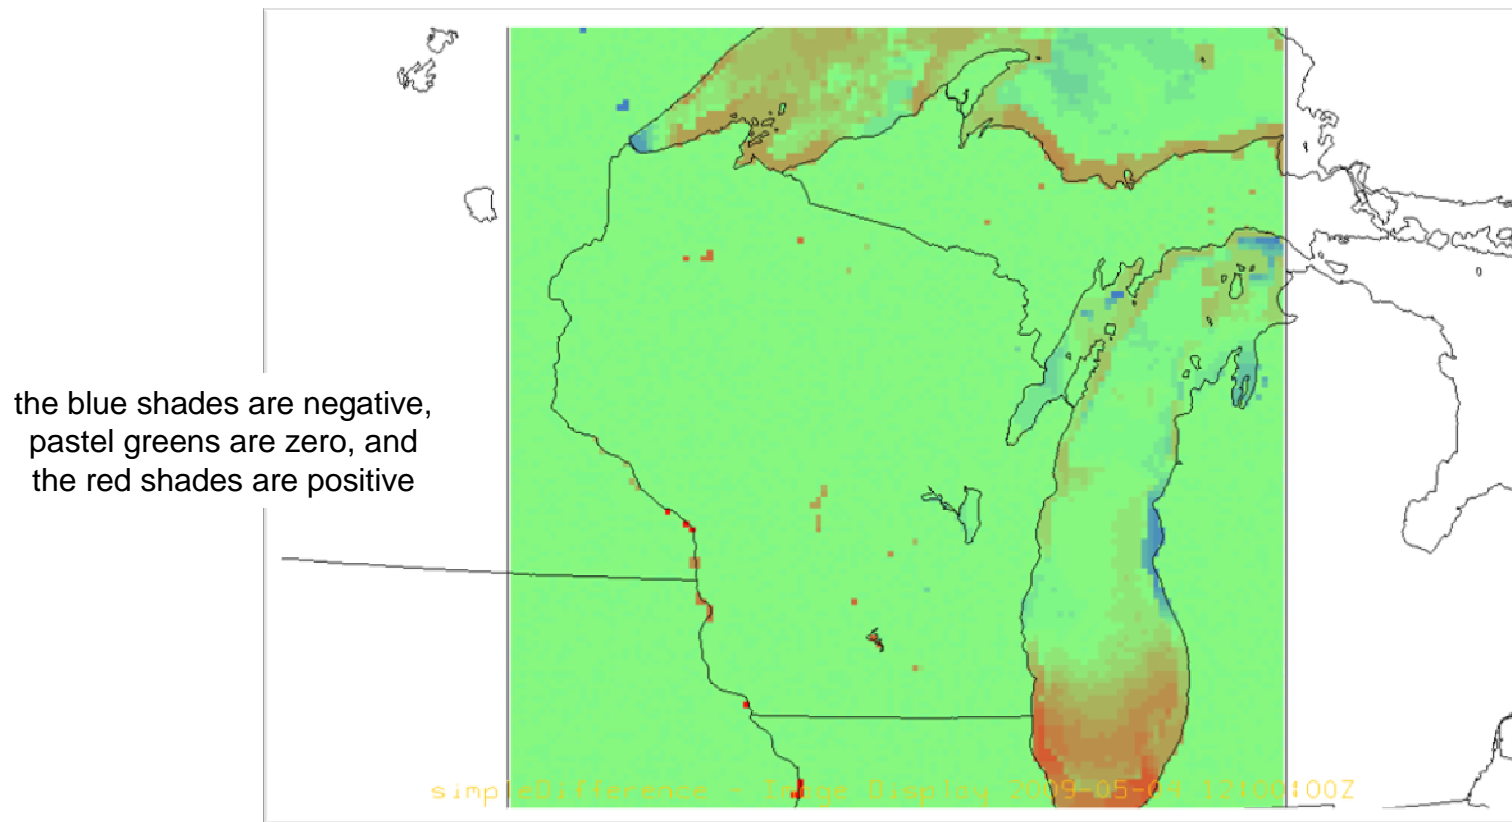 the blue shades are negative,
pastel greens are zero, and
the red shades are positive
simpleDifference - Image Display 2009-05-04 12:00:00Z